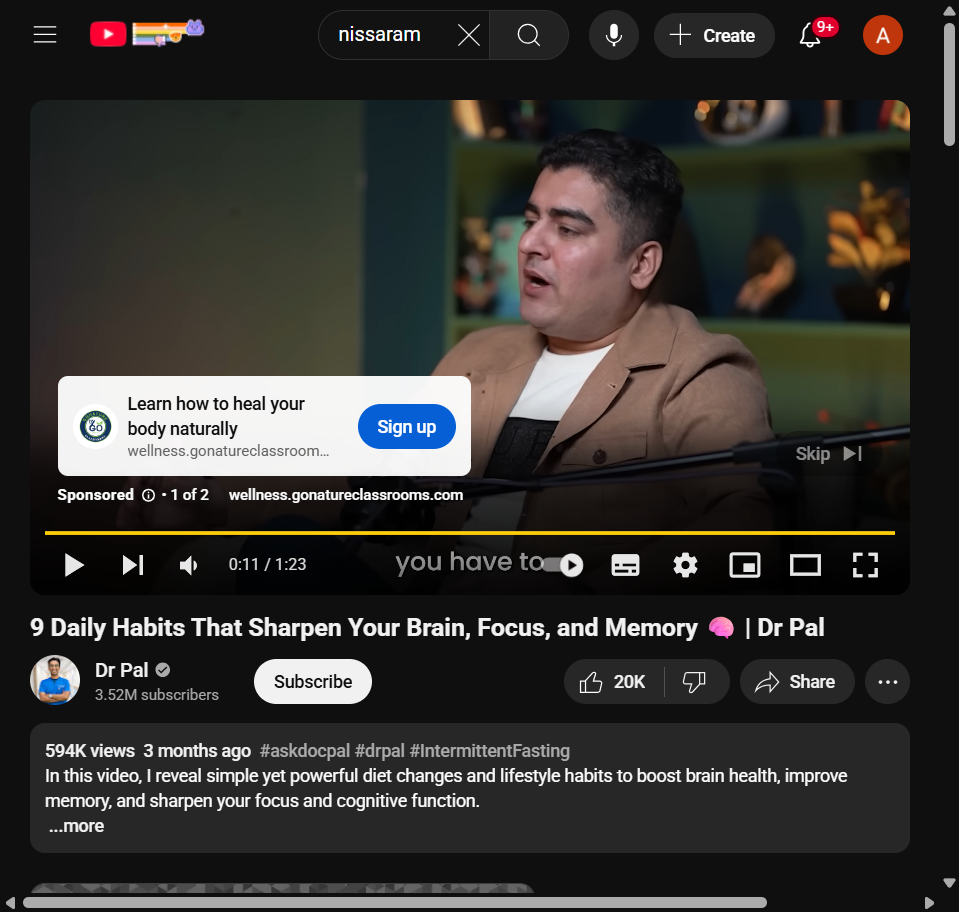 nissaram
Create
9+
A
Learn how to heal your
body naturally
wellness.gonatureclassroom...
Sign up
Skip
Sponsored • 1 of 2 wellness.gonatureclassrooms.com
0:11 / 1:23
you have to
9 Daily Habits That Sharpen Your Brain, Focus, and Memory 🧠 | Dr Pal
Dr Pal
3.52M subscribers
Subscribe
20K
Share
594K views 3 months ago #askdocpal #drpal #IntermittentFasting
In this video, I reveal simple yet powerful diet changes and lifestyle habits to boost brain health, improve
memory, and sharpen your focus and cognitive function.
...more